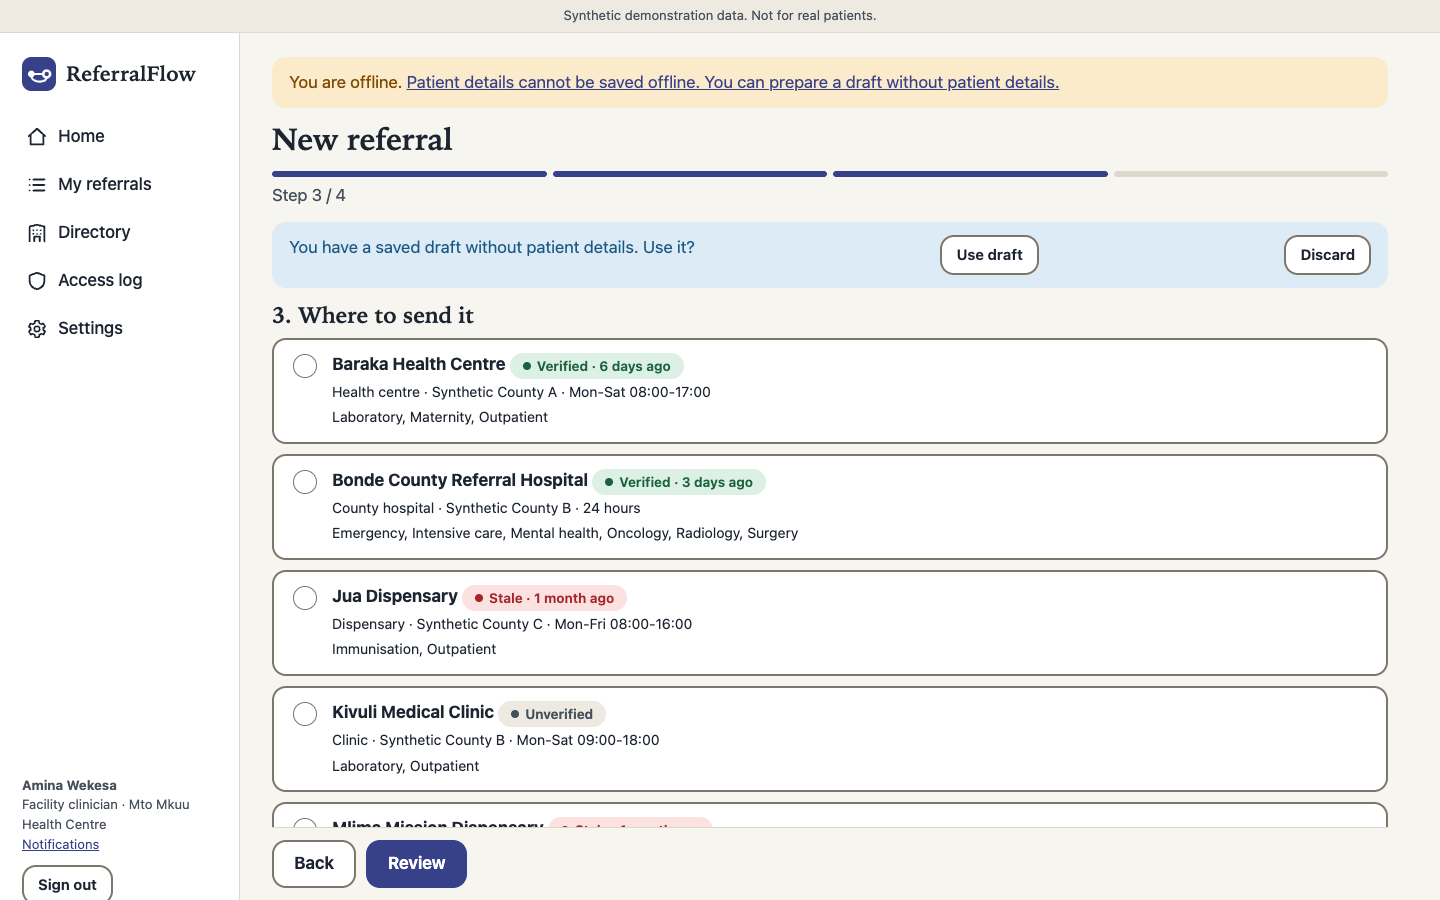 Synthetic demonstration data. Not for real patients.
ReferralFlow
Home
My referrals
Directory
Access log
Settings
Amina Wekesa
Facility clinician · Mto Mkuu
Health Centre
Notifications
Sign out
You are offline. Patient details cannot be saved offline. You can prepare a draft without patient details.
New referral
Step 3 / 4
You have a saved draft without patient details. Use it?
Use draft
Discard
3. Where to send it
Baraka Health Centre
Verified · 6 days ago
Health centre · Synthetic County A · Mon-Sat 08:00-17:00
Laboratory, Maternity, Outpatient
Bonde County Referral Hospital
Verified · 3 days ago
County hospital · Synthetic County B · 24 hours
Emergency, Intensive care, Mental health, Oncology, Radiology, Surgery
Jua Dispensary
Stale · 1 month ago
Dispensary · Synthetic County C · Mon-Fri 08:00-16:00
Immunisation, Outpatient
Kivuli Medical Clinic
Unverified
Clinic · Synthetic County B · Mon-Sat 09:00-18:00
Laboratory, Outpatient
Mlima Mission Dispensary
Back
Review